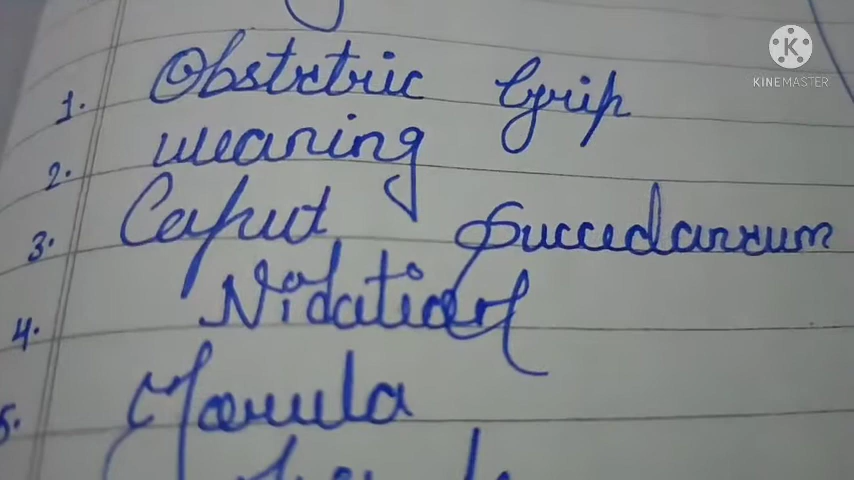 1. Obstetric Grip
2. Weaning
3. Caput Succedaneum
4. Nidation
5. Morula
K
KINEMASTER